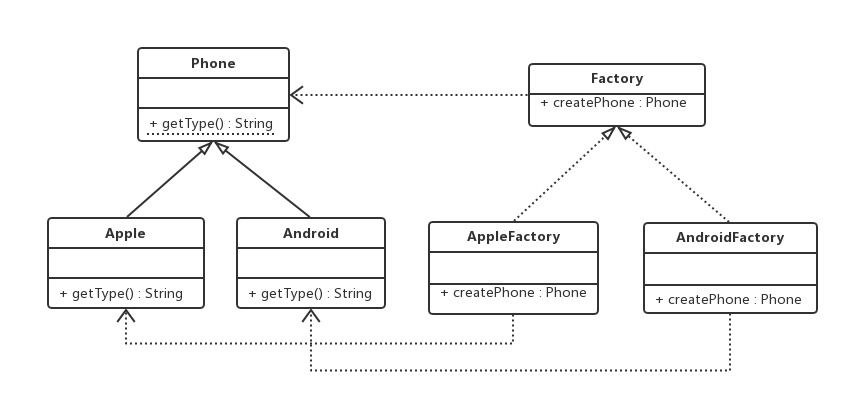 Phone
+ getType() : String
Factory
+ createPhone : Phone
Apple
+ getType() : String
Android
+ getType() : String
AppleFactory
+ createPhone : Phone
AndroidFactory
+ createPhone : Phone